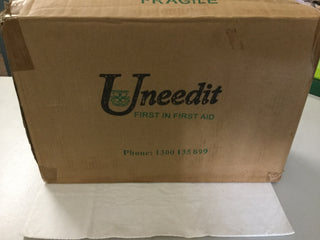 FRAGILE
Uneedit
FIRST IN FIRST AID
Phone: 1300 135 899